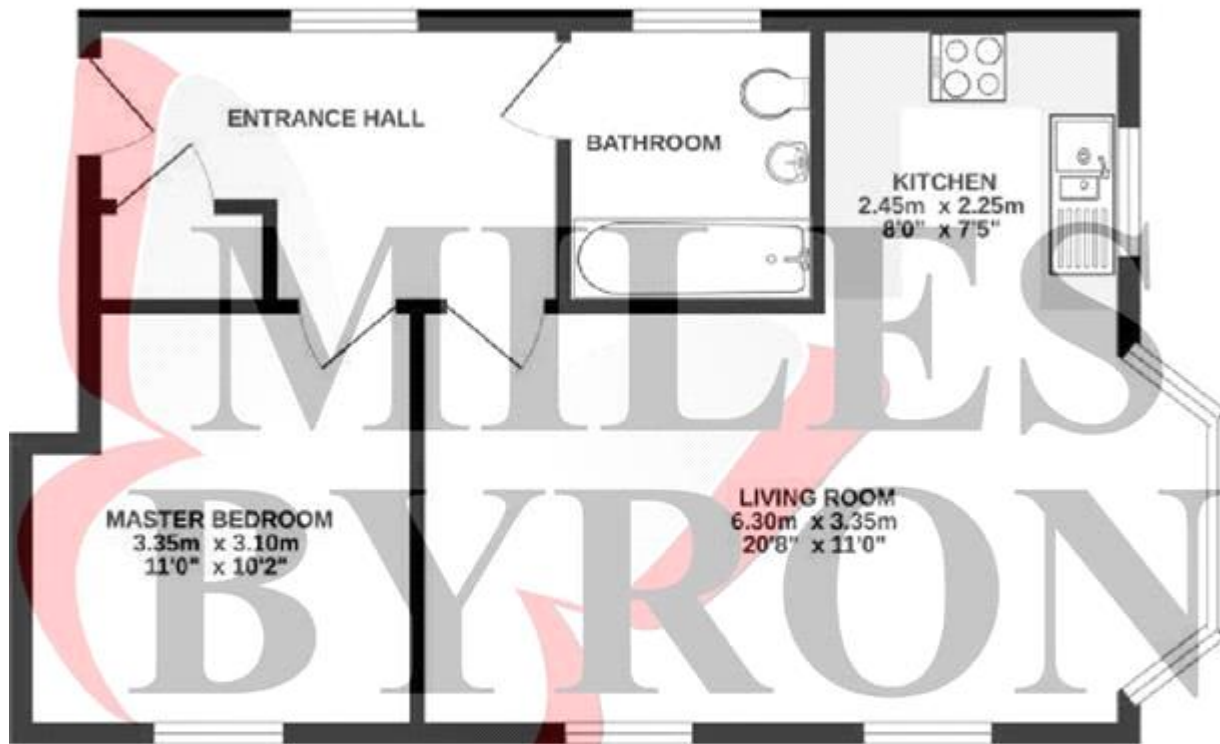 ENTRANCE HALL
BATHROOM
KITCHEN
2.45m x 2.25m
8'0" x 7'5"
MILES
BYRON
MASTER BEDROOM
3.35m x 3.10m
11'0" x 10'2"
LIVING ROOM
6.30m x 3.35m
20'8" x 11'0"